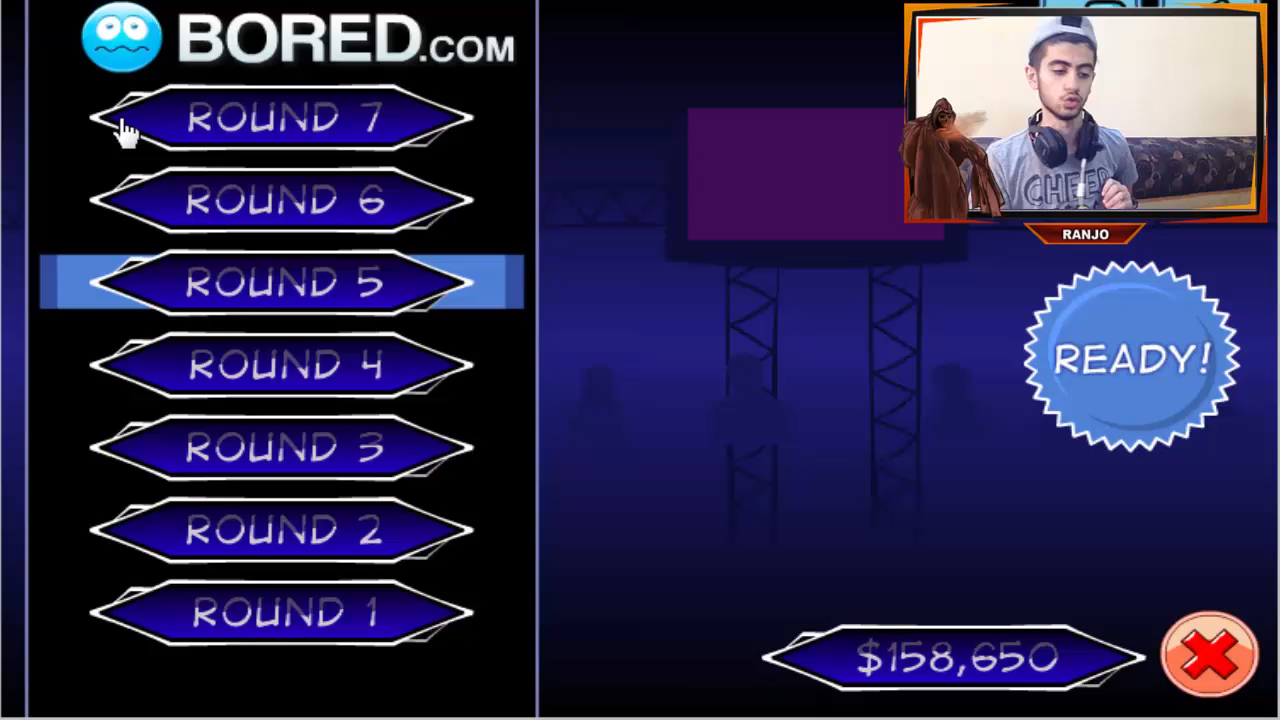 BORED.COM
ROUND 7
ROUND 6
ROUND 5
ROUND 4
ROUND 3
ROUND 2
ROUND 1
CHEER
RANJO
READY!
$158,650